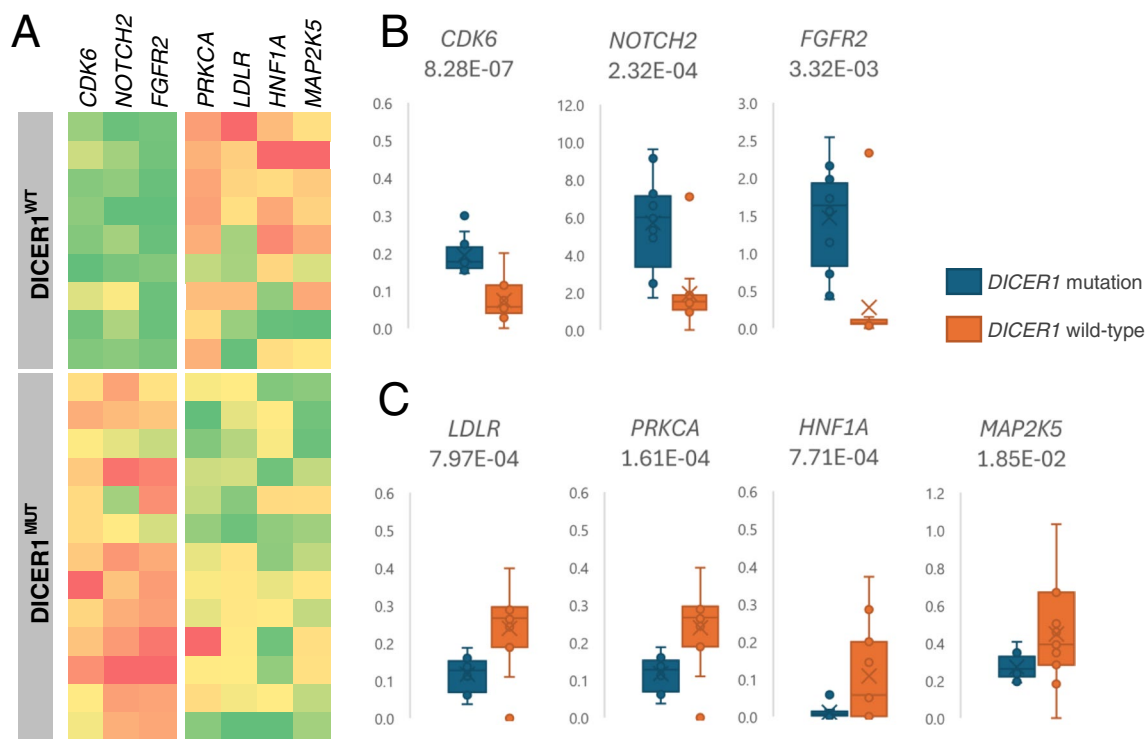 A
CDK6
NOTCH2
FGFR2
PRKCA
LDLR
HNF1A
MAP2K5
DICER1WT
DICER1MUT
B
CDK6
8.28E-07
0.6
0.5
0.4
0.3
0.2
0.1
0.0
NOTCH2
2.32E-04
12.0
10.0
8.0
6.0
4.0
2.0
0.0
FGFR2
3.32E-03
3.0
2.5
2.0
1.5
1.0
0.5
0.0
DICER1 mutation
DICER1 wild-type
C
LDLR
7.97E-04
0.6
0.5
0.4
0.3
0.2
0.1
0.0
PRKCA
1.61E-04
0.6
0.5
0.4
0.3
0.2
0.1
0.0
HNF1A
7.71E-04
0.6
0.5
0.4
0.3
0.2
0.1
0.0
MAP2K5
1.85E-02
1.2
1.0
0.8
0.6
0.4
0.2
0.0